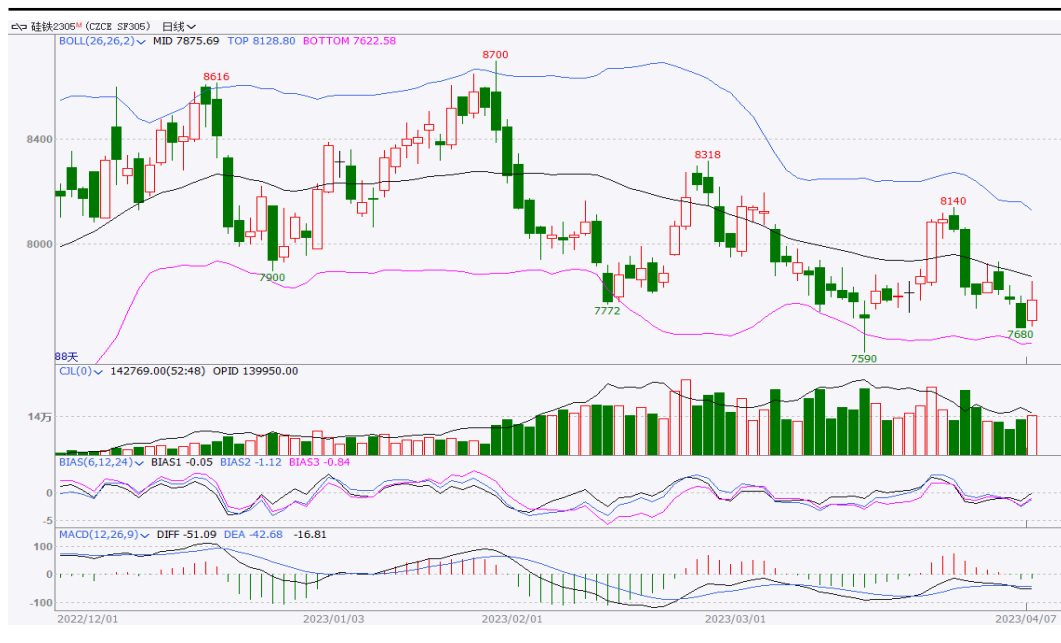 硅铁2305M (CZCE SF305) 日线
BOLL(26,26,2) MID 7875.69 TOP 8128.80 BOTTOM 7622.58
8700
8616
8400
8318
8140
8000
7900
7772
7680
7590
88天
CJL(0) 142769.00(52:48) OPID 139950.00
14万
BIAS(6,12,24) BIAS1 -0.05 BIAS2 -1.12 BIAS3 -0.84
0
-5
MACD(12,26,9) DIFF -51.09 DEA -42.68 -16.81
100
0
-100
2022/12/01 2023/01/03 2023/02/01 2023/03/01 2023/04/07